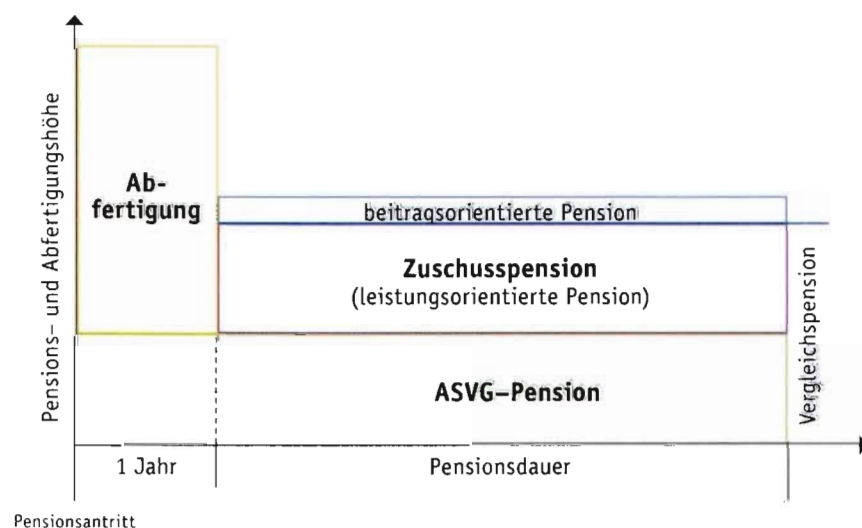 Pensions- und Abfertigungshöhe
Ab-
fertigung
beitragsorientierte Pension
Zuschusspension
(leistungsorientierte Pension)
ASVG-Pension
Vergleichspension
1 Jahr
Pensionsdauer
Pensionsantritt